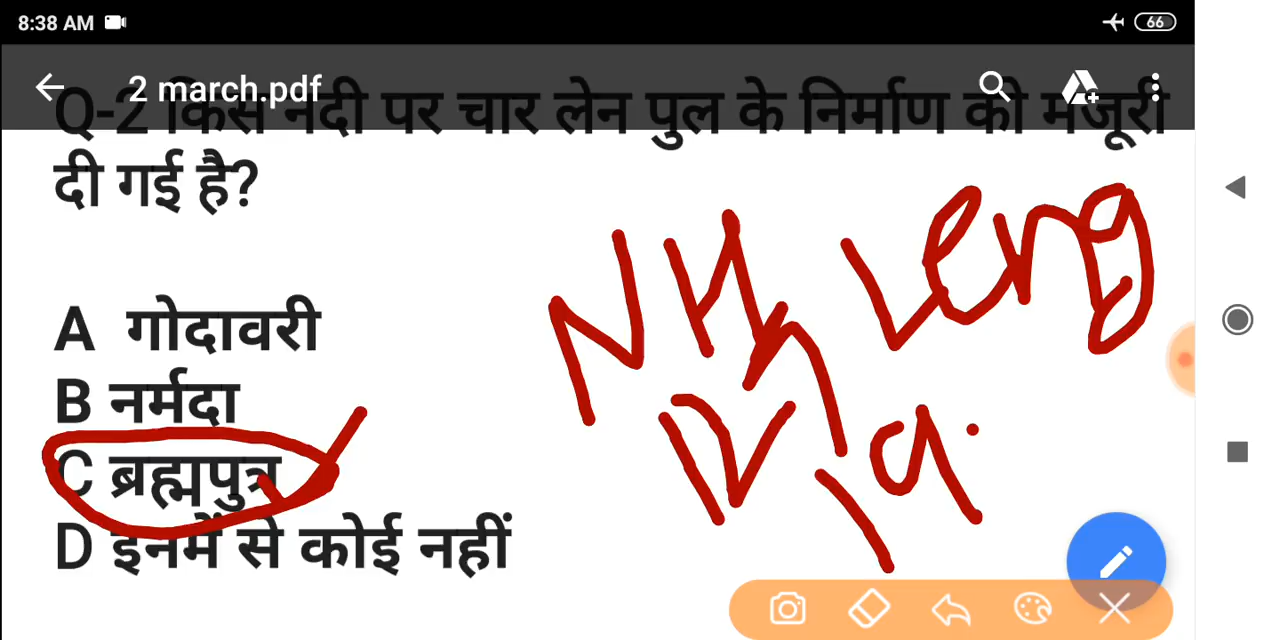 8:38 AM 66
2 march.pdf
Q-2 किस नदी पर चार लेन पुल के निर्माण की मंजूरी
दी गई है?
NH Leng
A गोदावरी
B नर्मदा
C ब्रह्मपुत्र
19.
D इनमें से कोई नहीं